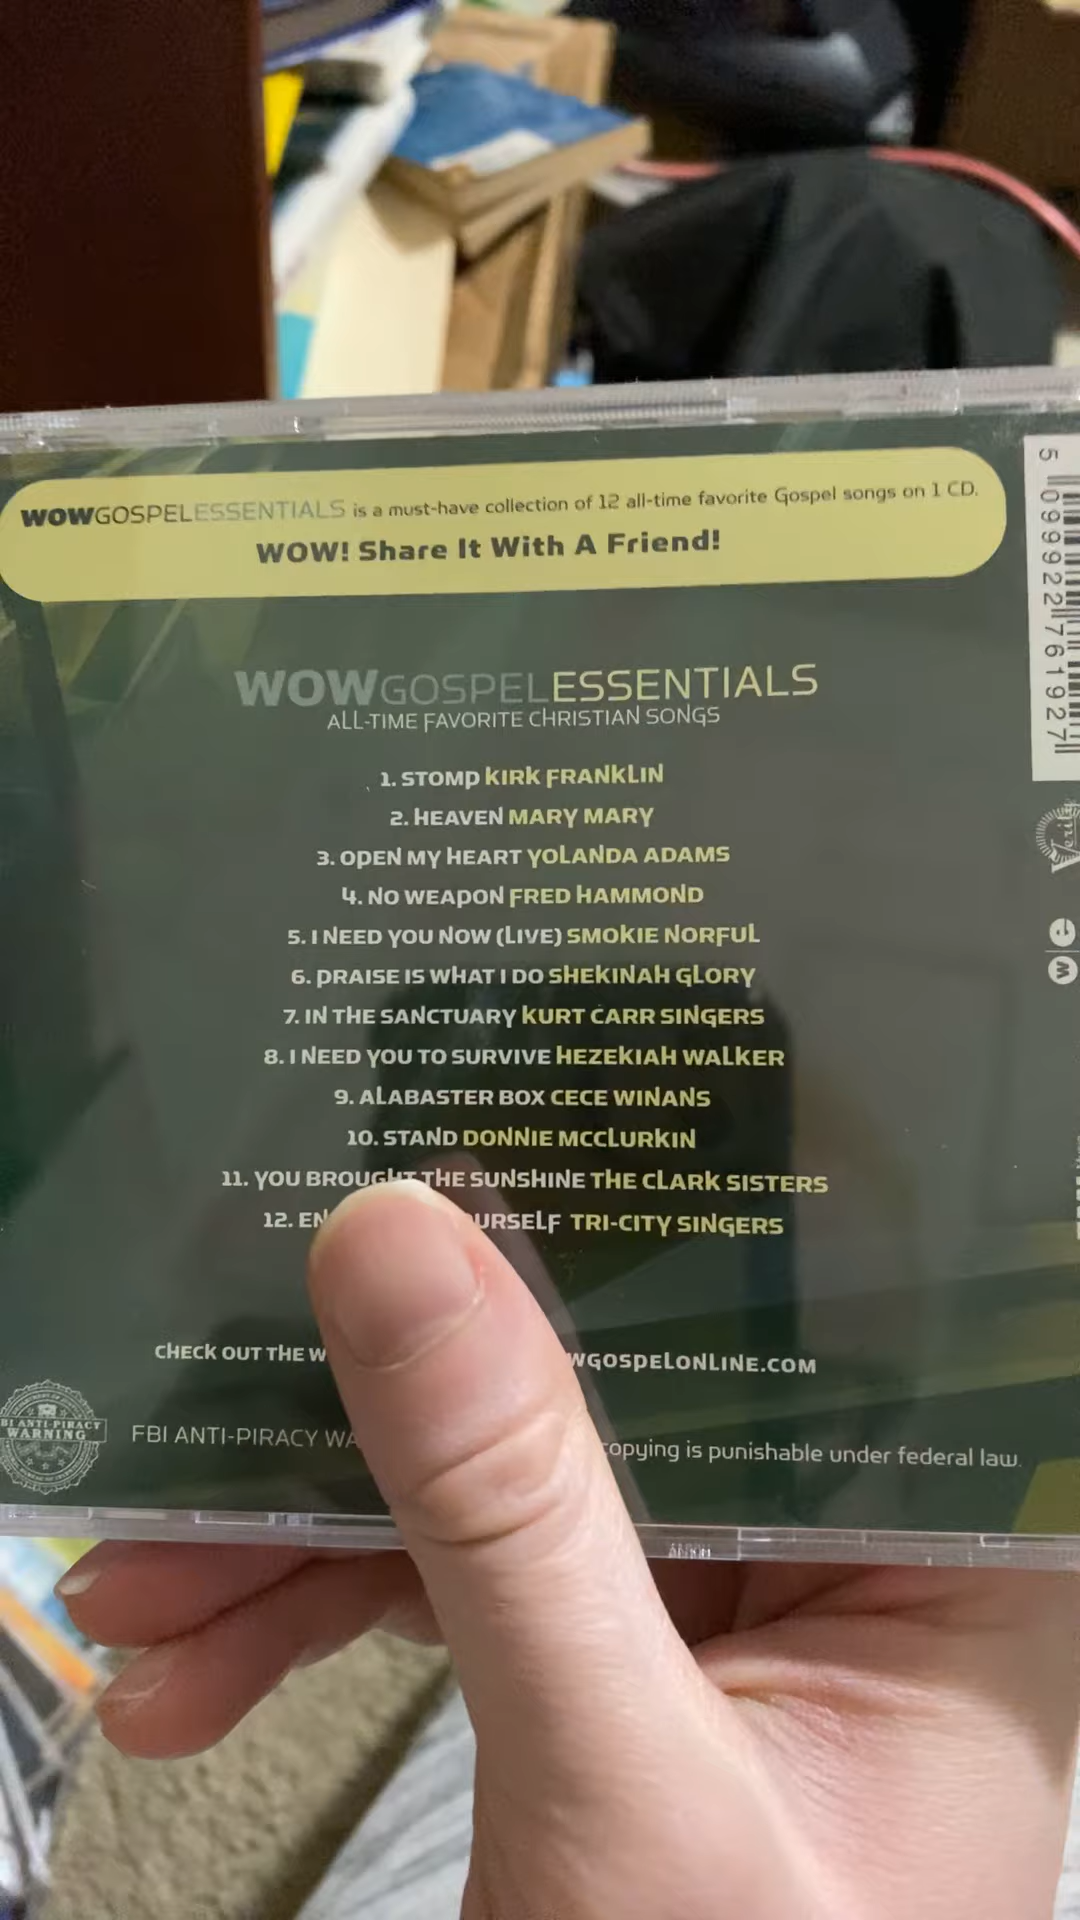 WOWGOSPELESSENTIALS is a must-have collection of 12 all-time favorite Gospel songs on 1 CD.
WOW! Share It With A Friend!
WOWGOSPELESSENTIALS
ALL-TIME FAVORITE CHRISTIAN SONGS
1. STOMP KIRK FRANKLIN
2. HEAVEN MARY MARY
3. OPEN MY HEART YOLANDA ADAMS
4. NO WEAPON FRED HAMMOND
5. I NEED YOU NOW (LIVE) SMOKIE NORFUL
6. PRAISE IS WHAT I DO SHEKINAH GLORY
7. IN THE SANCTUARY KURT CARR SINGERS
8. I NEED YOU TO SURVIVE HEZEKIAH WALKER
9. ALABASTER BOX CECE WINANS
10. STAND DONNIE MCCLURKIN
11. YOU BROUGHT THE SUNSHINE THE CLARK SISTERS
12. EN URSELF TRI-CITY SINGERS
CHECK OUT THE W WGOSPELONLINE.COM
FBI ANTI-PIRACY WA copying is punishable under federal law.
BI ANTI-PIRACY
WARNING
5 099922 761927
Verity
w e